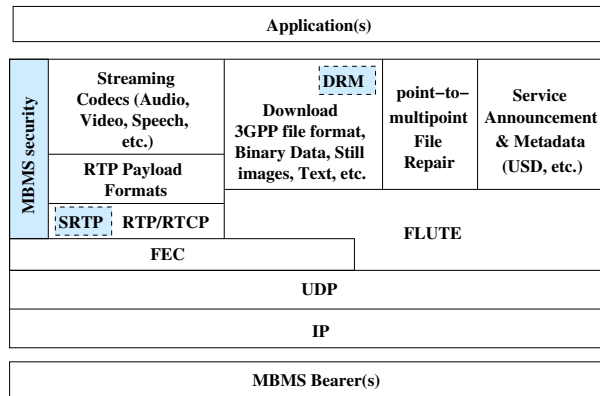 Application(s)
MBMS security
Streaming
Codecs (Audio,
Video, Speech,
etc.)
RTP Payload
Formats
SRTP RTP/RTCP
DRM
Download
3GPP file format,
Binary Data, Still
images, Text, etc.
point−to−
multipoint
File
Repair
Service
Announcement
& Metadata
(USD, etc.)
FLUTE
FEC
UDP
IP
MBMS Bearer(s)